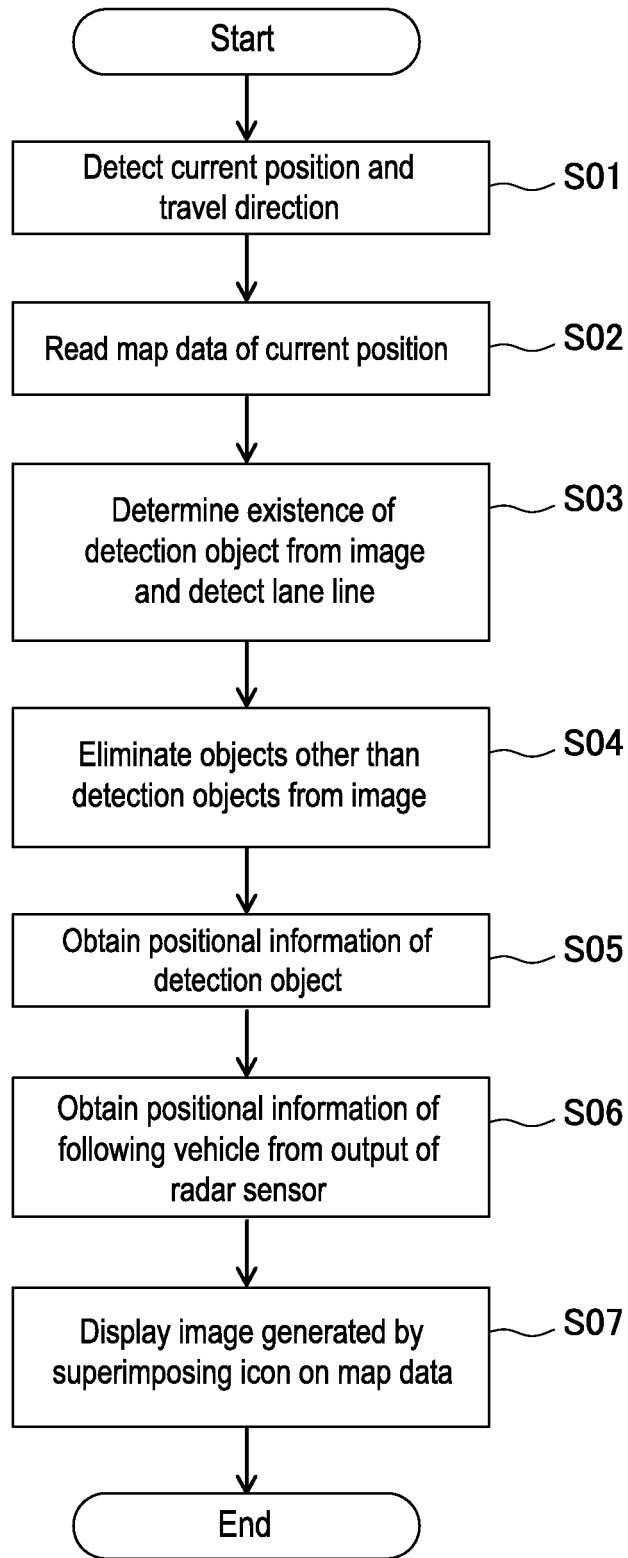 Start
Detect current position and
travel direction
S01
Read map data of current position
S02
Determine existence of
detection object from image
and detect lane line
S03
Eliminate objects other than
detection objects from image
S04
Obtain positional information of
detection object
S05
Obtain positional information of
following vehicle from output of
radar sensor
S06
Display image generated by
superimposing icon on map data
S07
End